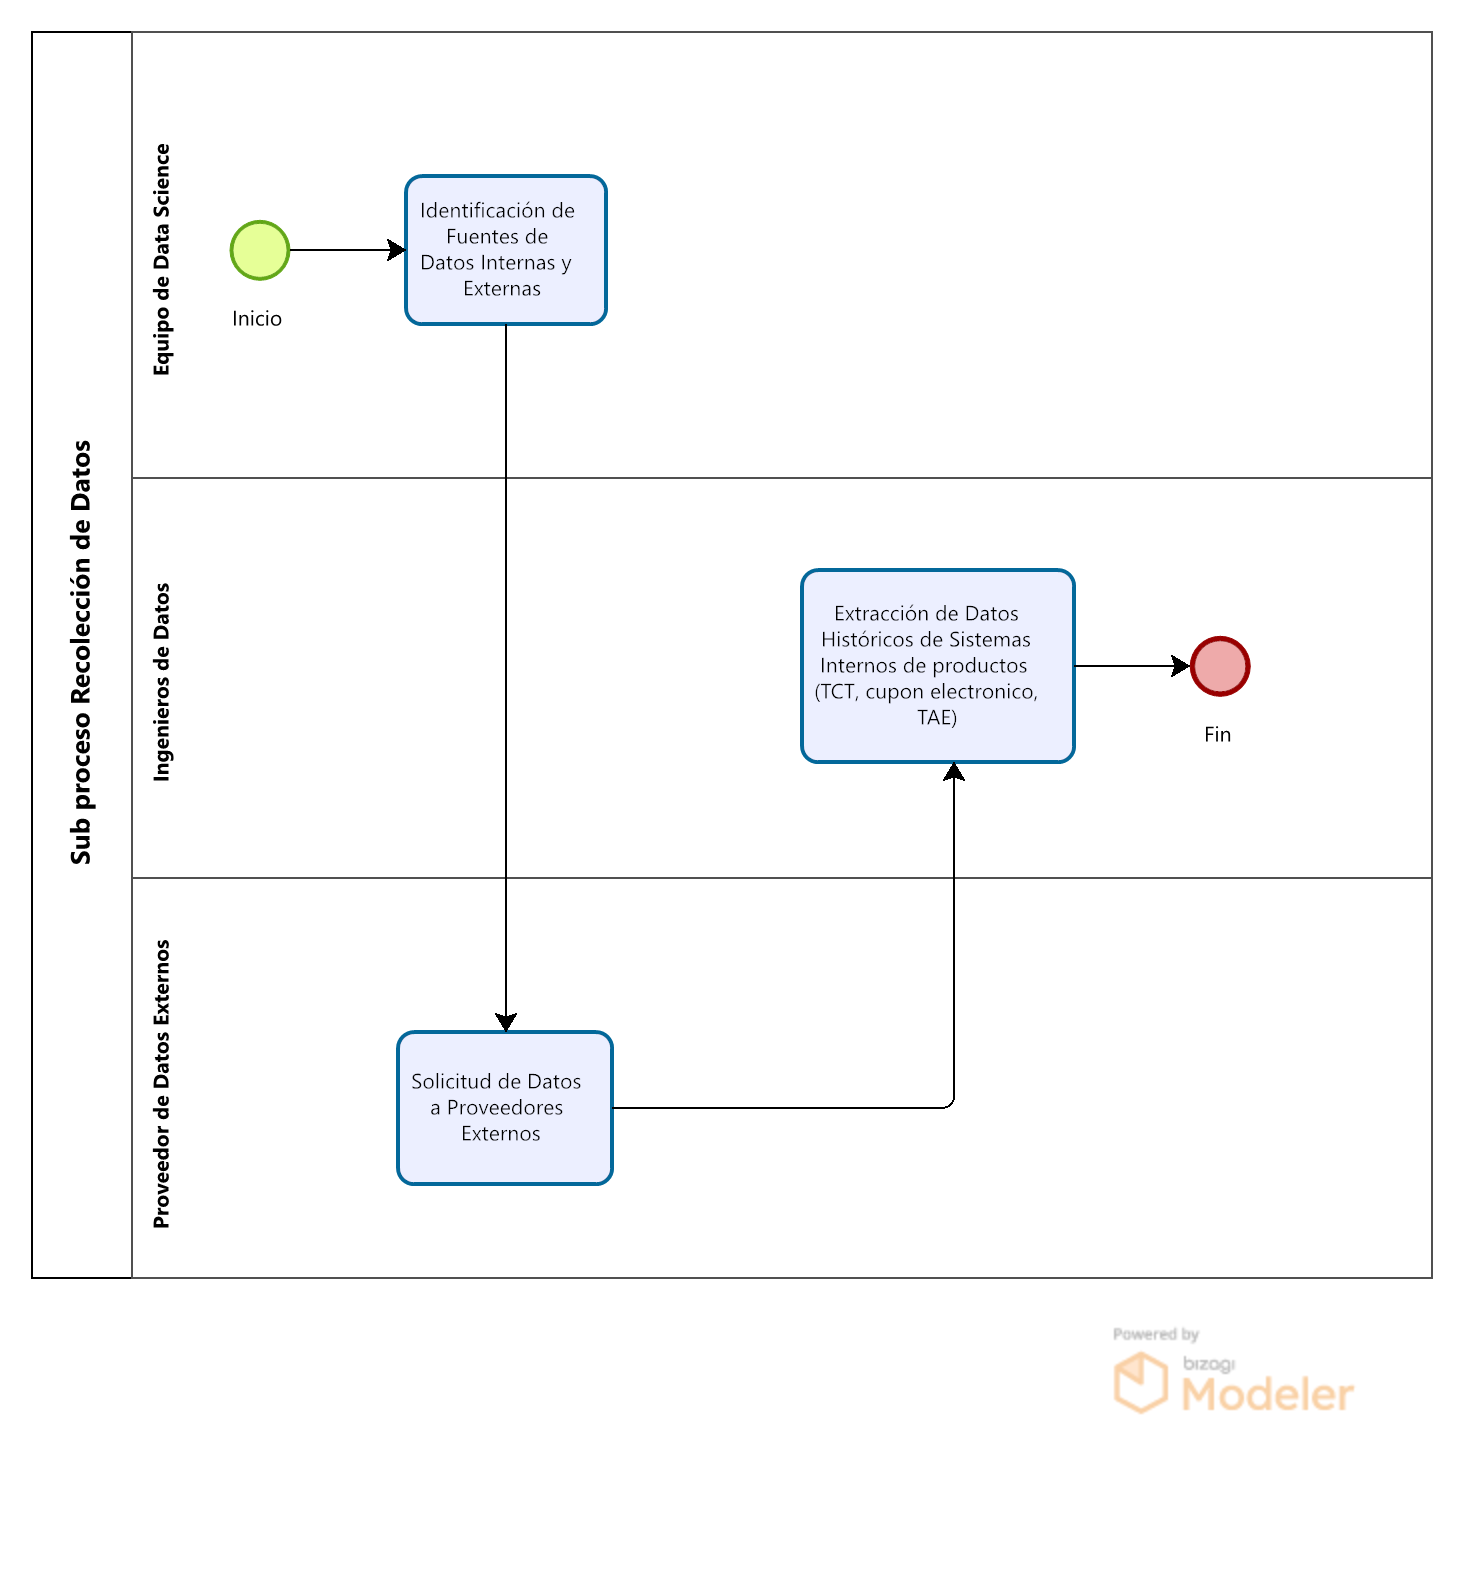 Sub proceso Recolección de Datos
Equipo de Data Science
Inicio
Identificación de
Fuentes de
Datos Internas y
Externas
Ingenieros de Datos
Extracción de Datos
Históricos de Sistemas
Internos de productos
(TCT, cupon electronico,
TAE)
Fin
Proveedor de Datos Externos
Solicitud de Datos
a Proveedores
Externos
Powered by
bizagi
Modeler